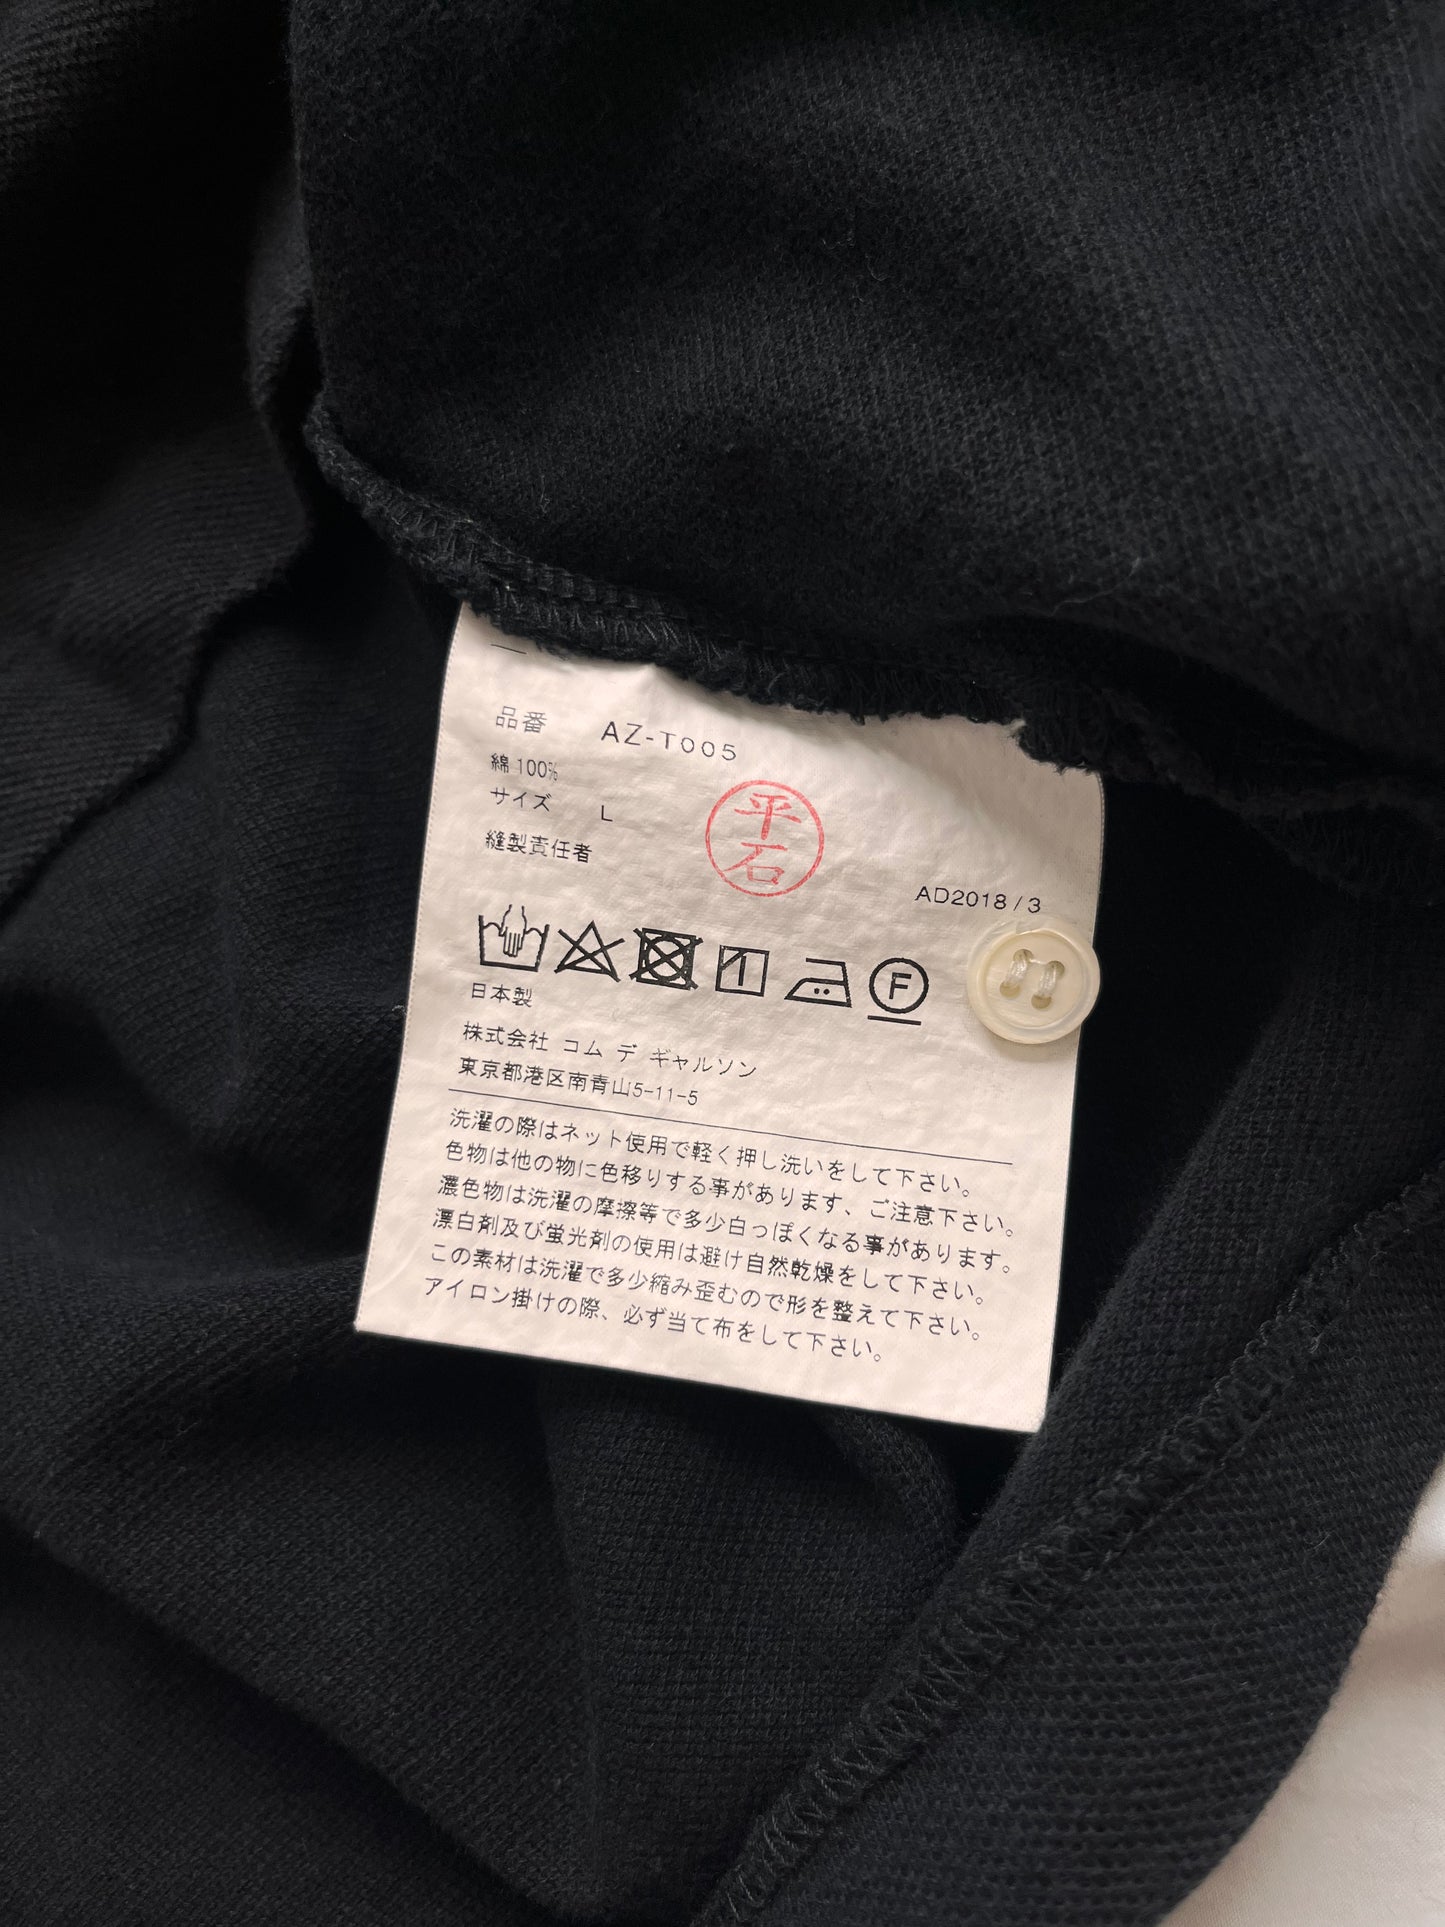 品番 AZ-T005
綿 100%
サイズ L
縫製責任者
平石
AD2018 / 3
F
日本製
株式会社 コム デ ギャルソン
東京都港区南青山5-11-5
洗濯の際はネット使用で軽く押し洗いをして下さい。
色物は他の物に色移りする事があります、ご注意下さい。
濃色物は洗濯の摩擦等で多少白っぽくなる事があります。
漂白剤及び蛍光剤の使用は避け自然乾燥をして下さい。
この素材は洗濯で多少縮み歪むので形を整えて下さい。
アイロン掛けの際、必ず当て布をして下さい。